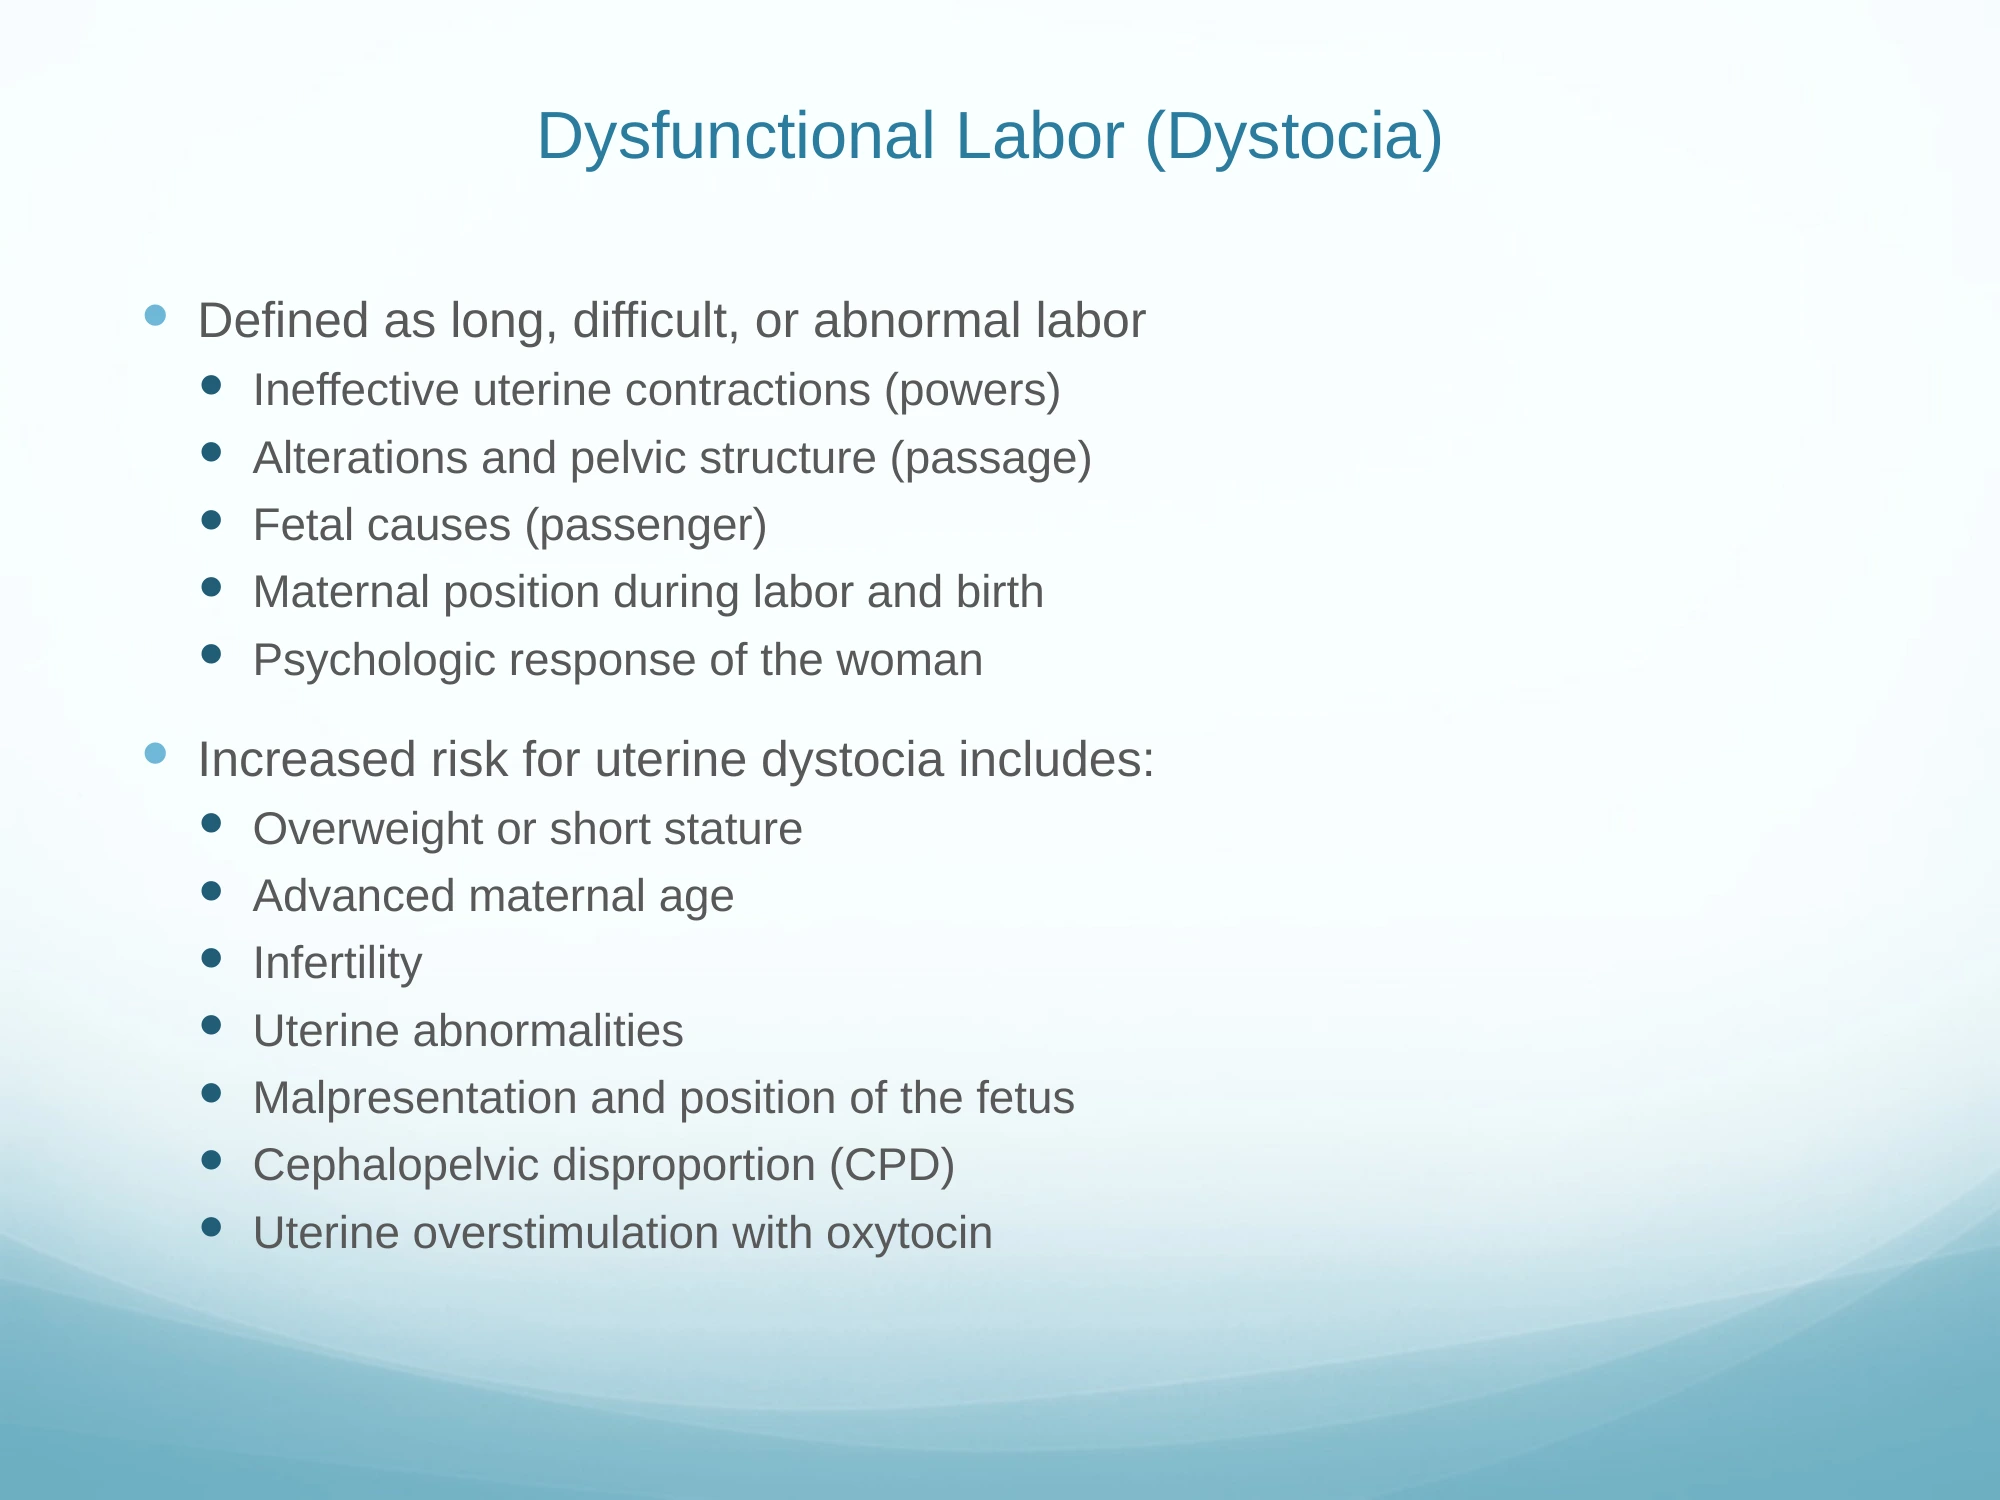 Dysfunctional Labor (Dystocia)
Defined as long, difficult, or abnormal labor
Ineffective uterine contractions (powers)
Alterations and pelvic structure (passage)
Fetal causes (passenger)
Maternal position during labor and birth
Psychologic response of the woman
Increased risk for uterine dystocia includes:
Overweight or short stature
Advanced maternal age
Infertility
Uterine abnormalities
Malpresentation and position of the fetus
Cephalopelvic disproportion (CPD)
Uterine overstimulation with oxytocin